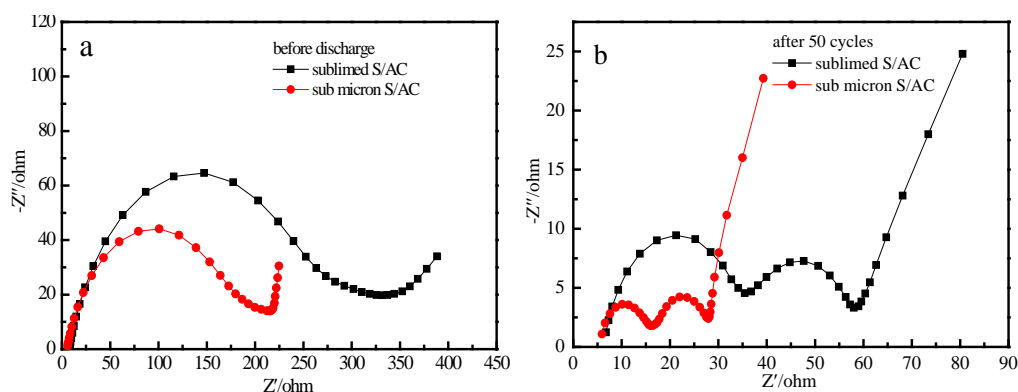 a
before discharge
sublimed S/AC
sub micron S/AC
-Z″/ohm
120
100
80
60
40
20
0
0 50 100 150 200 250 300 350 400 450
Z′/ohm
b
after 50 cycles
sublimed S/AC
sub micron S/AC
-Z″/ohm
25
20
15
10
5
0
0 10 20 30 40 50 60 70 80 90
Z′/ohm